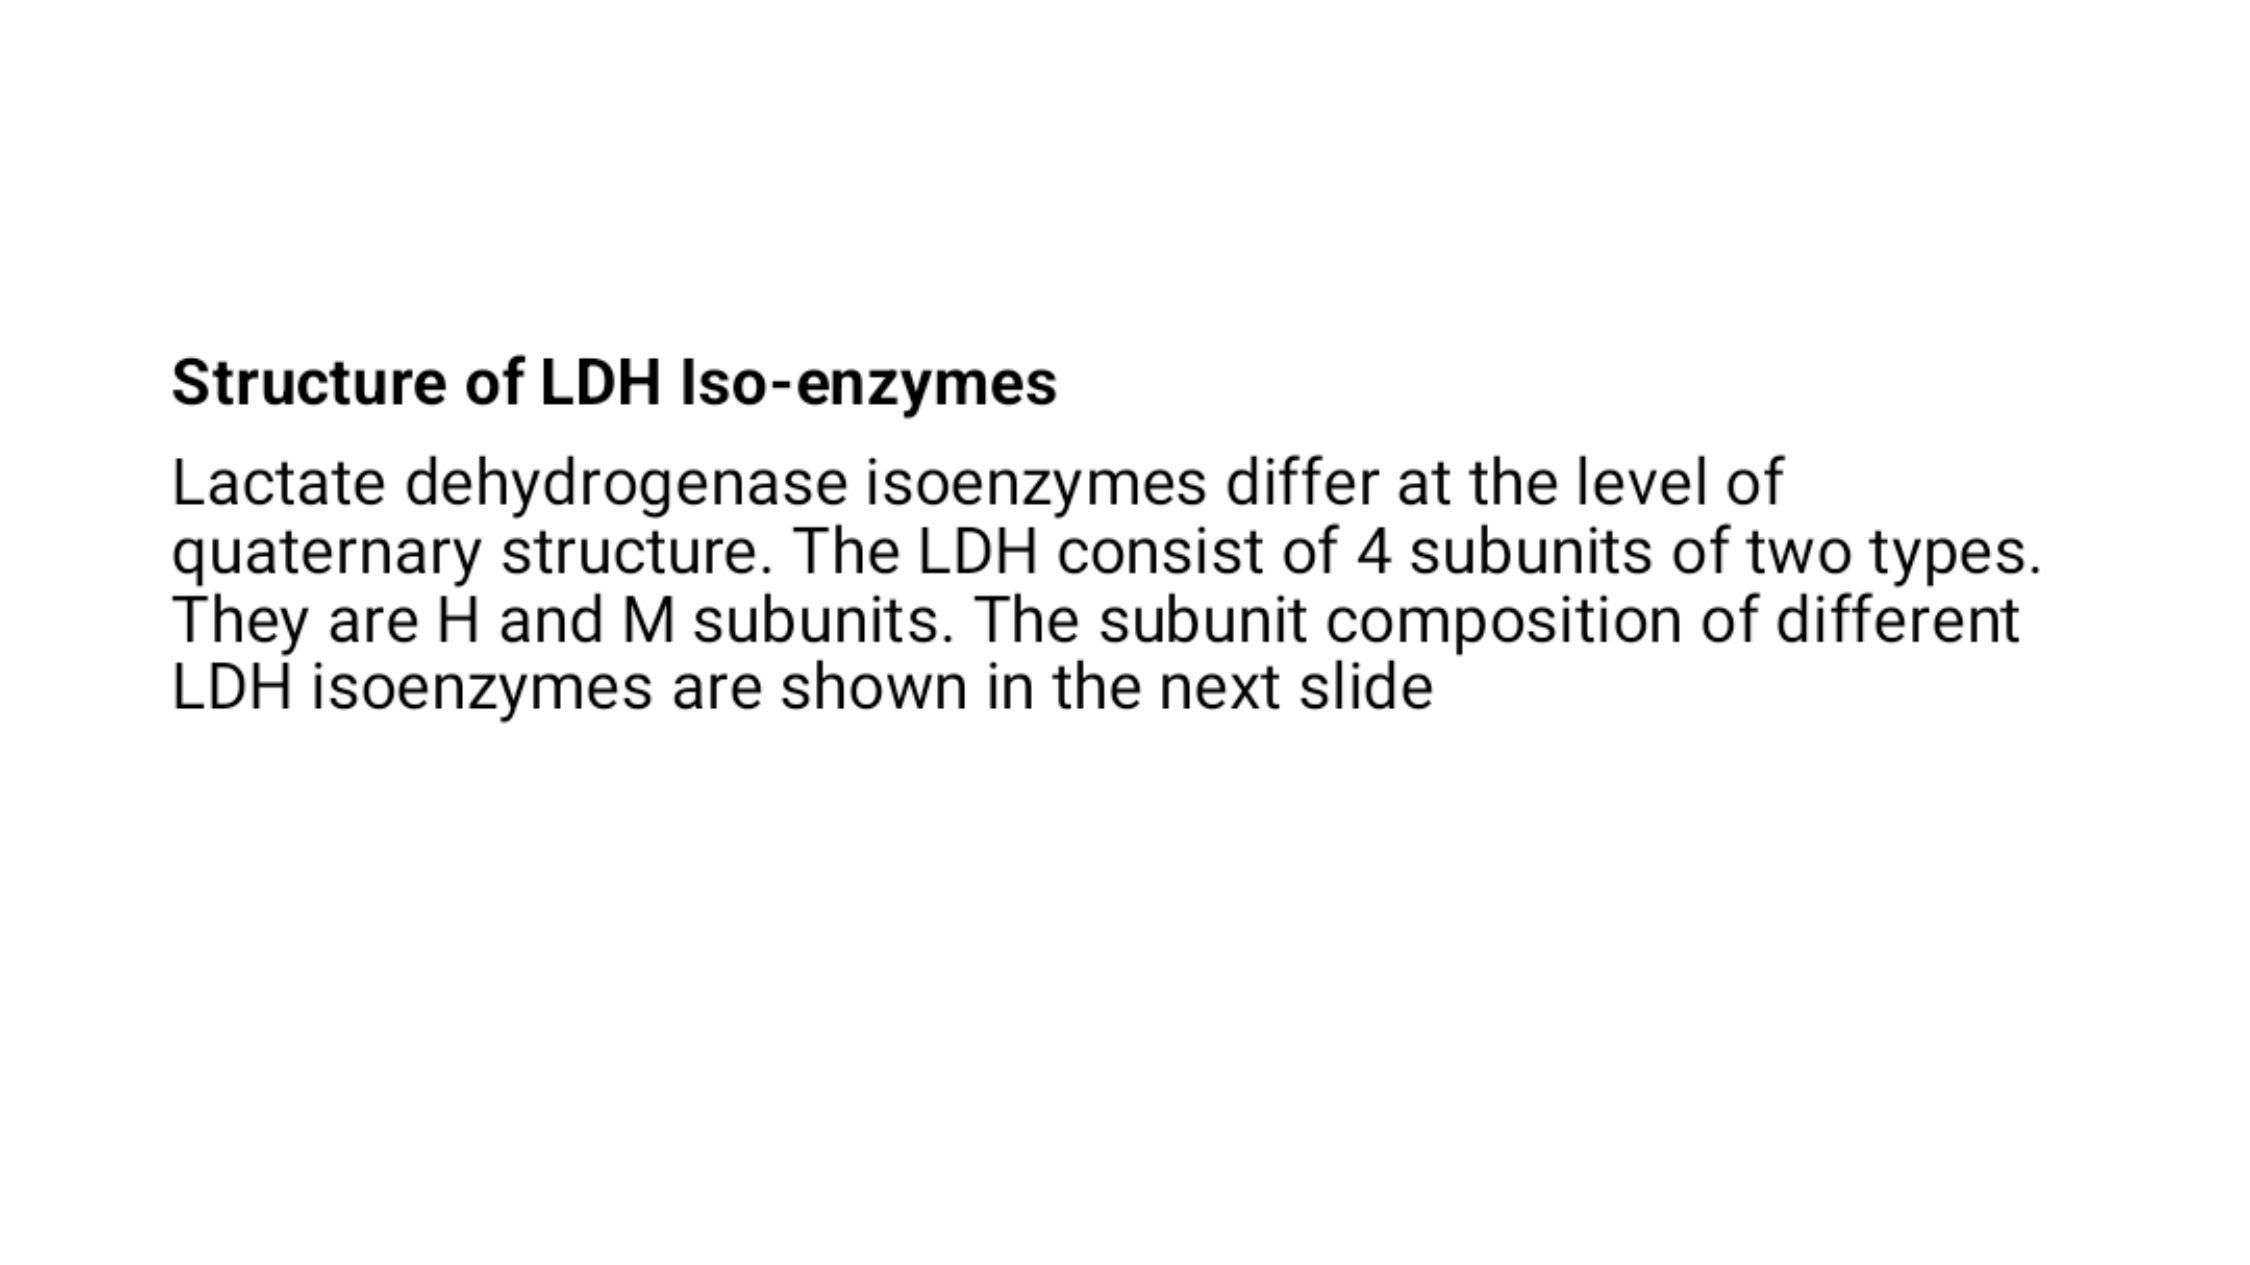 Structure of LDH Iso-enzymes
Lactate dehydrogenase isoenzymes differ at the level of
quaternary structure. The LDH consist of 4 subunits of two types.
They are H and M subunits. The subunit composition of different
LDH isoenzymes are shown in the next slide